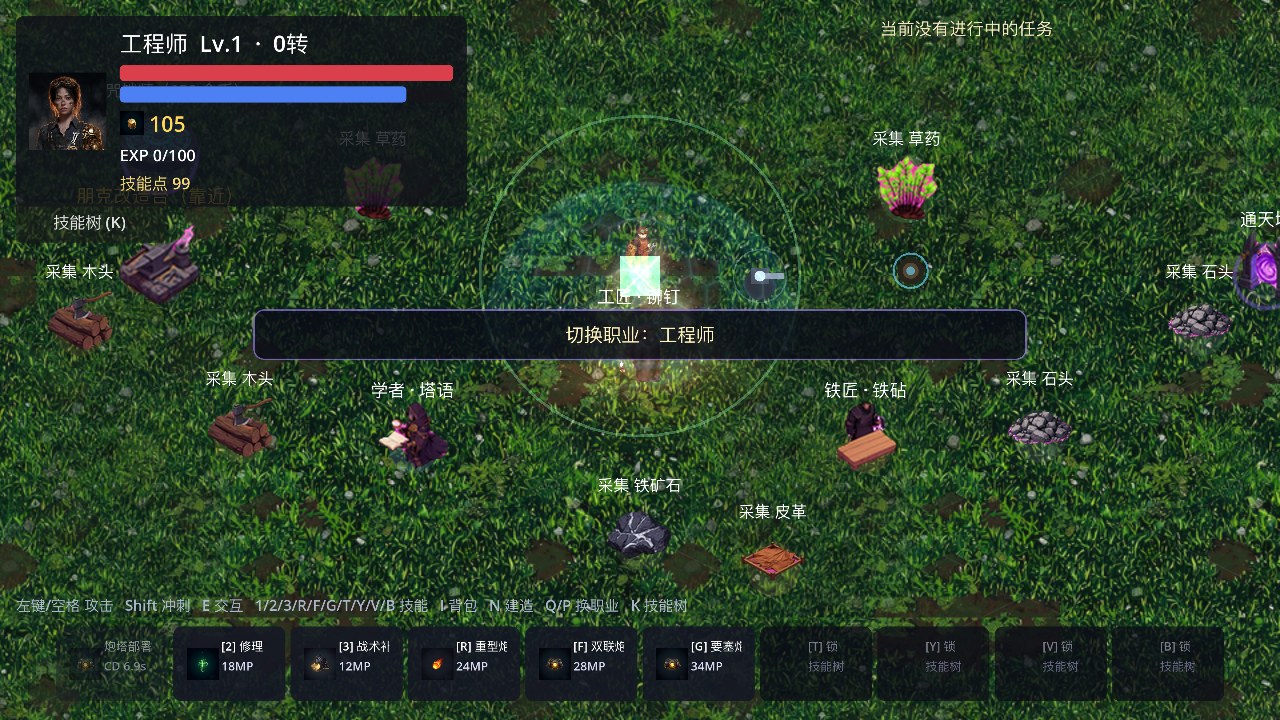 工程师 Lv.1 · 0转
105
EXP 0/100
技能点 99
朋克改造台 (靠近)
技能树 (K)
当前没有进行中的任务
采集 草药
采集 草药
采集 木头
采集 石头
工匠 · 铆钉
切换职业：工程师
采集 木头
学者 · 塔语
铁匠 · 铁砧
采集 石头
采集 铁矿石
采集 皮革
左键/空格 攻击 Shift 冲刺 E 交互 1/2/3/R/F/G/T/Y/V/B 技能 I 背包 N 建造 Q/P 换职业 K 技能树
炮塔部署
CD 6.9s
[2] 修理
18MP
[3] 战术补
12MP
[R] 重型炮
24MP
[F] 双联炮
28MP
[G] 要塞炮
34MP
[T] 锁
技能树
[Y] 锁
技能树
[V] 锁
技能树
[B] 锁
技能树